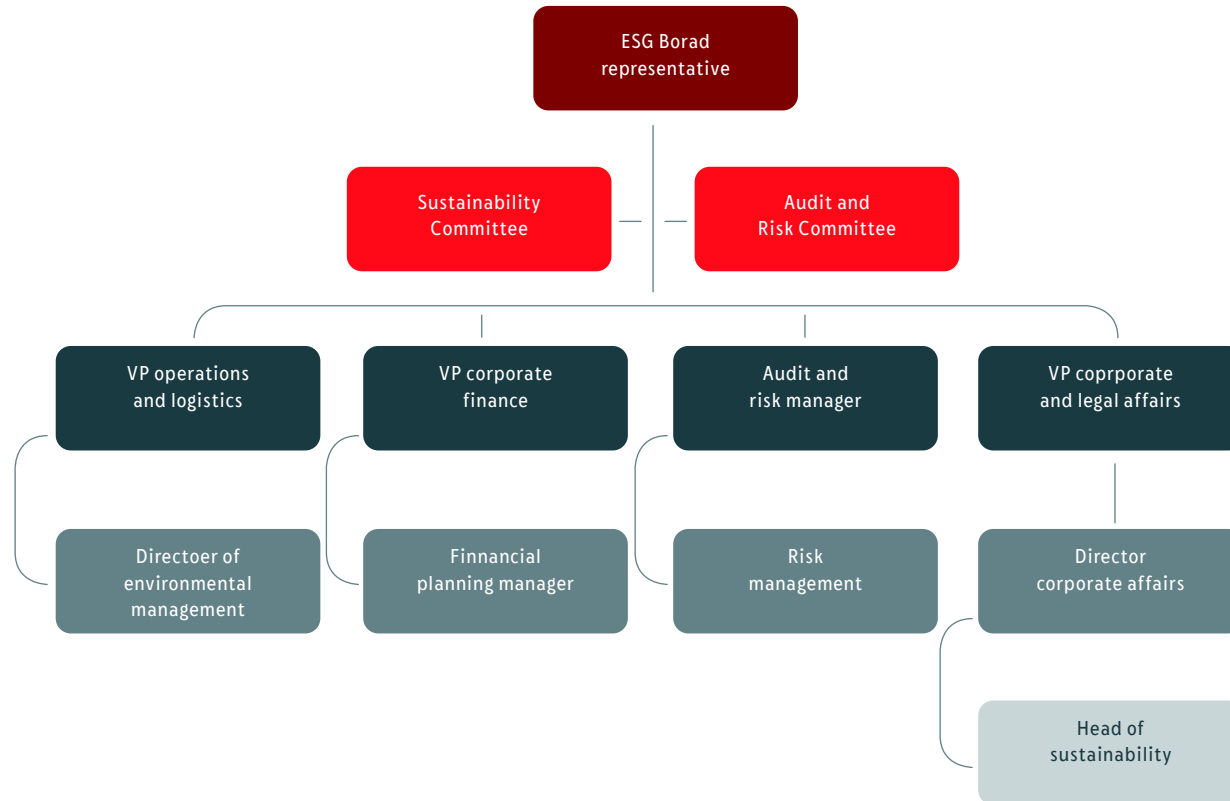 ESG Borad
representative
Sustainability
Committee
Audit and
Risk Committee
VP operations
and logistics
VP corporate
finance
Audit and
risk manager
VP coprporate
and legal affairs
Directoer of
environmental
management
Finnancial
planning manager
Risk
management
Director
corporate affairs
Head of
sustainability